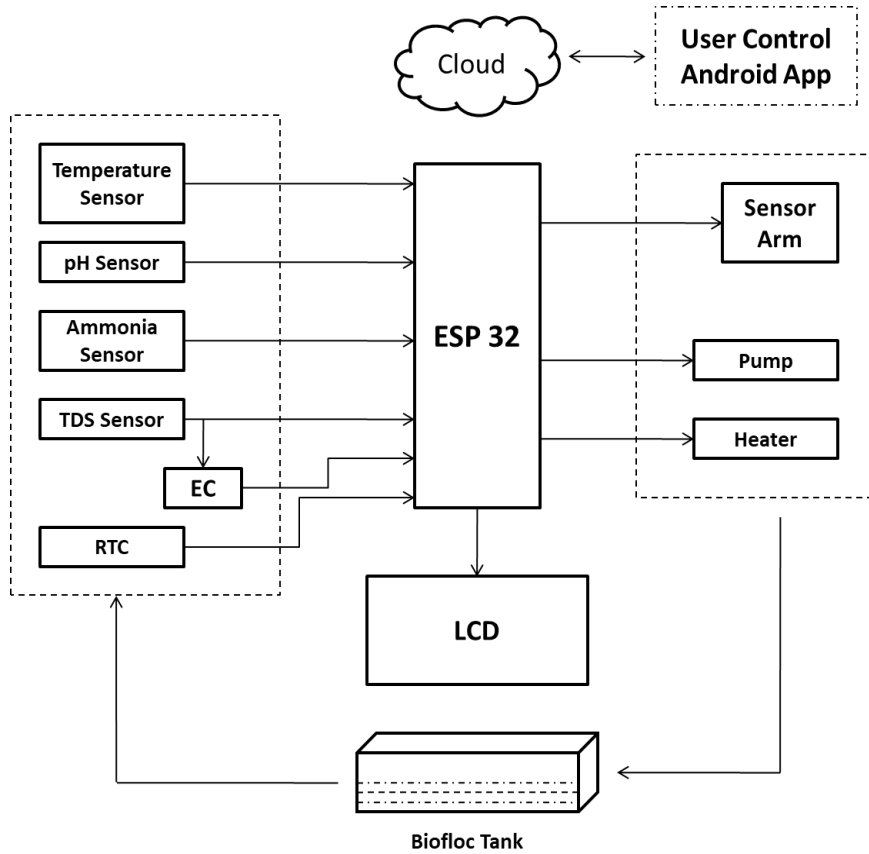 Cloud
User Control
Android App
Temperature
Sensor
pH Sensor
Ammonia
Sensor
TDS Sensor
EC
RTC
ESP 32
Sensor
Arm
Pump
Heater
LCD
Biofloc Tank